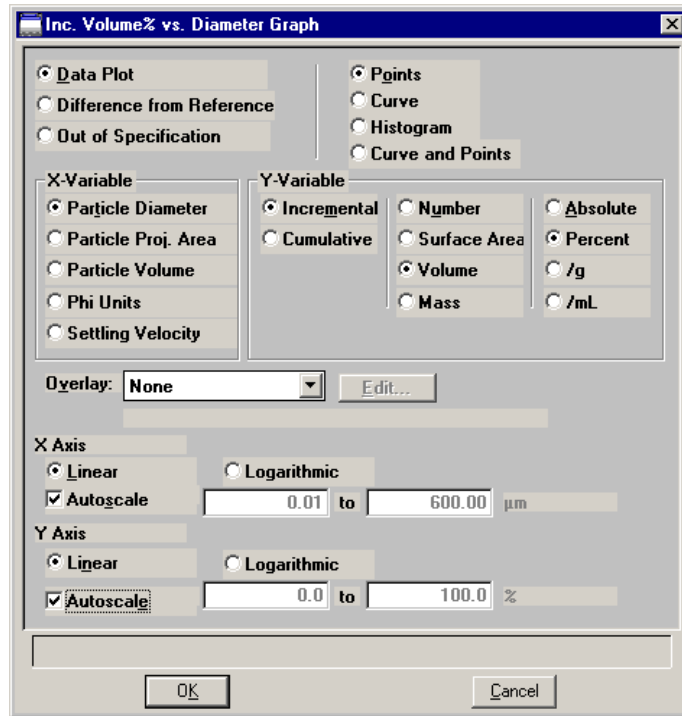 Inc. Volume% vs. Diameter Graph
Data Plot
Difference from Reference
Out of Specification
Points
Curve
Histogram
Curve and Points
X-Variable
Particle Diameter
Particle Proj. Area
Particle Volume
Phi Units
Settling Velocity
Y-Variable
Incremental
Cumulative
Number
Surface Area
Volume
Mass
Absolute
Percent
/g
/mL
Overlay: None Edit...
X Axis
Linear Logarithmic
Autoscale 0.01 to 600.00 µm
Y Axis
Linear Logarithmic
Autoscale 0.0 to 100.0 %
OK Cancel